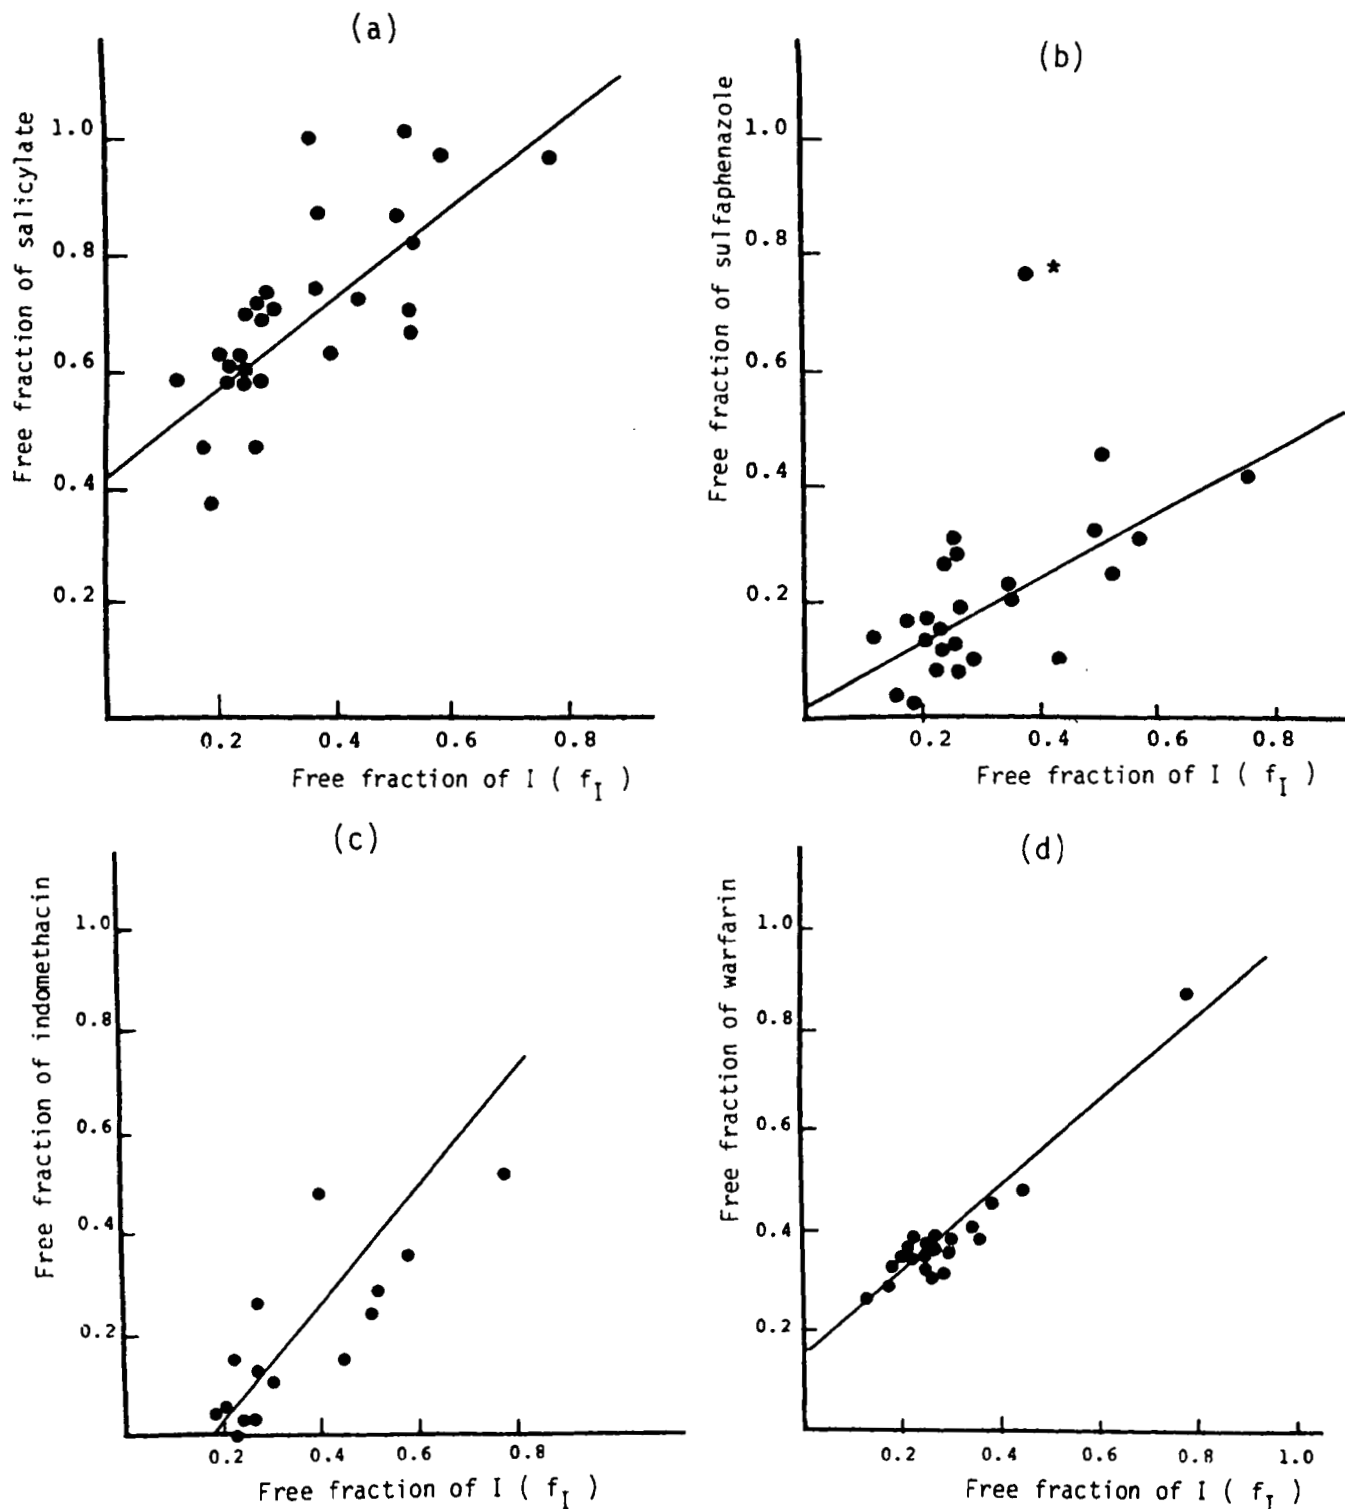 (a)
Free fraction of salicylate
1.0
0.8
0.6
0.4
0.2
0.2 0.4 0.6 0.8
Free fraction of I ( f_I )
(b)
Free fraction of sulfaphenazole
1.0
0.8
0.6
0.4
0.2
*
0.2 0.4 0.6 0.8
Free fraction of I ( f_I )
(c)
Free fraction of indomethacin
1.0
0.8
0.6
0.4
0.2
0.2 0.4 0.6 0.8
Free fraction of I ( f_I )
(d)
Free fraction of warfarin
1.0
0.8
0.6
0.4
0.2
0.2 0.4 0.6 0.8 1.0
Free fraction of I ( f_I )